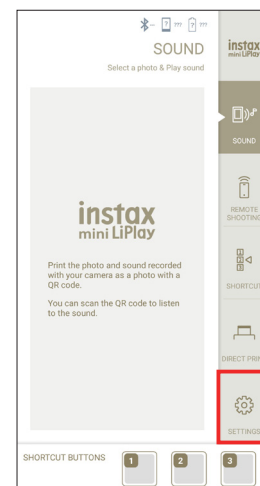 SOUND
Select a photo & Play sound
instax
mini LiPlay
Print the photo and sound recorded
with your camera as a photo with a
QR code.
You can scan the QR code to listen
to the sound.
instax
mini LiPlay
SOUND
REMOTE
SHOOTING
SHORTCUT
DIRECT PRIN
SETTINGS
SHORTCUT BUTTONS
1
2
3